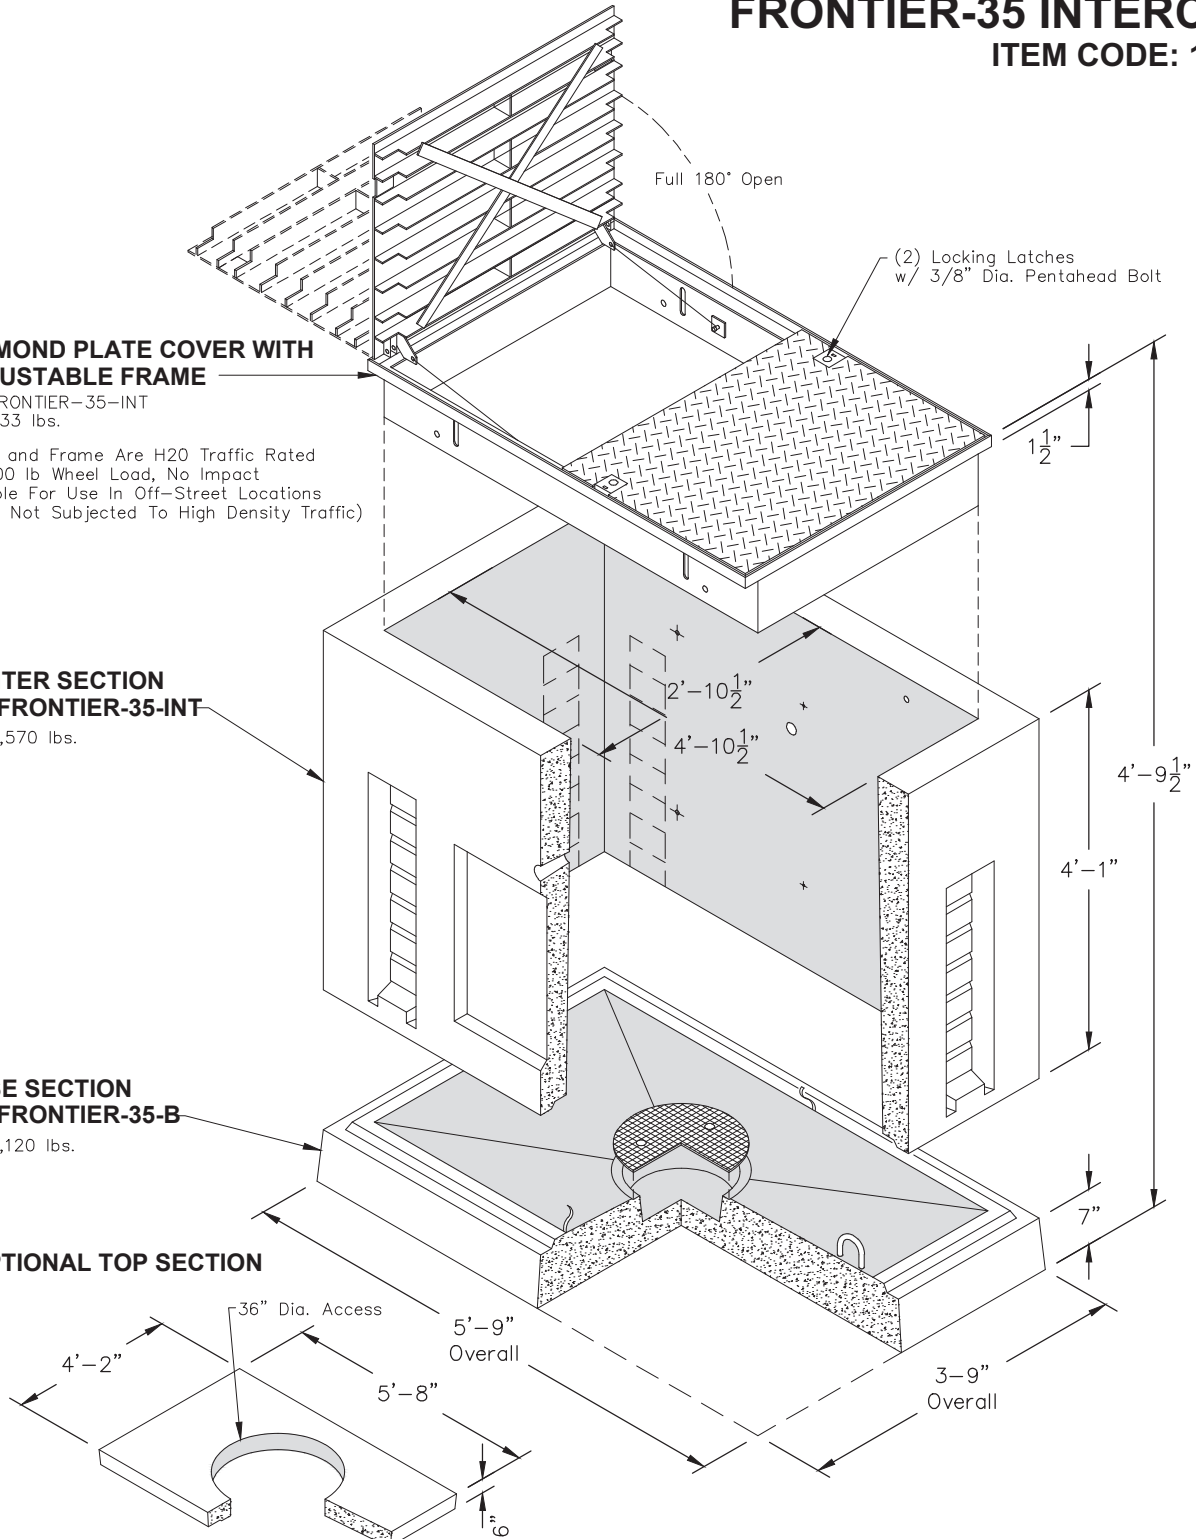 FRONTIER-35 INTERC
ITEM CODE: 1
Full 180° Open
(2) Locking Latches
w/ 3/8" Dia. Pentahead Bolt
MOND PLATE COVER WITH
USTABLE FRAME
RONTIER-35-INT
33 lbs.
and Frame Are H20 Traffic Rated
00 lb Wheel Load, No Impact
ble For Use In Off-Street Locations
Not Subjected To High Density Traffic)
1 1/2"
TER SECTION
FRONTIER-35-INT
,570 lbs.
2'-10 1/2"
4'-10 1/2"
4'-9 1/2"
4'-1"
SE SECTION
FRONTIER-35-B
,120 lbs.
7"
PTIONAL TOP SECTION
36" Dia. Access
4'-2"
5'-8"
5'-9"
Overall
3-9"
Overall
6"